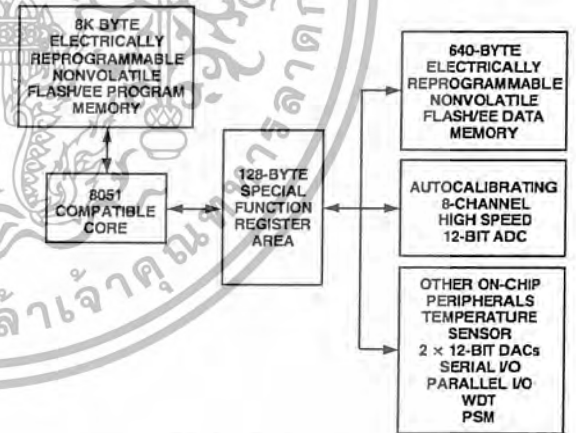 8K BYTE
ELECTRICALLY
REPROGRAMMABLE
NONVOLATILE
FLASH/EE PROGRAM
MEMORY
8051
COMPATIBLE
CORE
128-BYTE
SPECIAL
FUNCTION
REGISTER
AREA
640-BYTE
ELECTRICALLY
REPROGRAMMABLE
NONVOLATILE
FLASH/EE DATA
MEMORY
AUTOCALIBRATING
8-CHANNEL
HIGH SPEED
12-BIT ADC
OTHER ON-CHIP
PERIPHERALS
TEMPERATURE
SENSOR
2 × 12-BIT DACs
SERIAL I/O
PARALLEL I/O
WDT
PSM